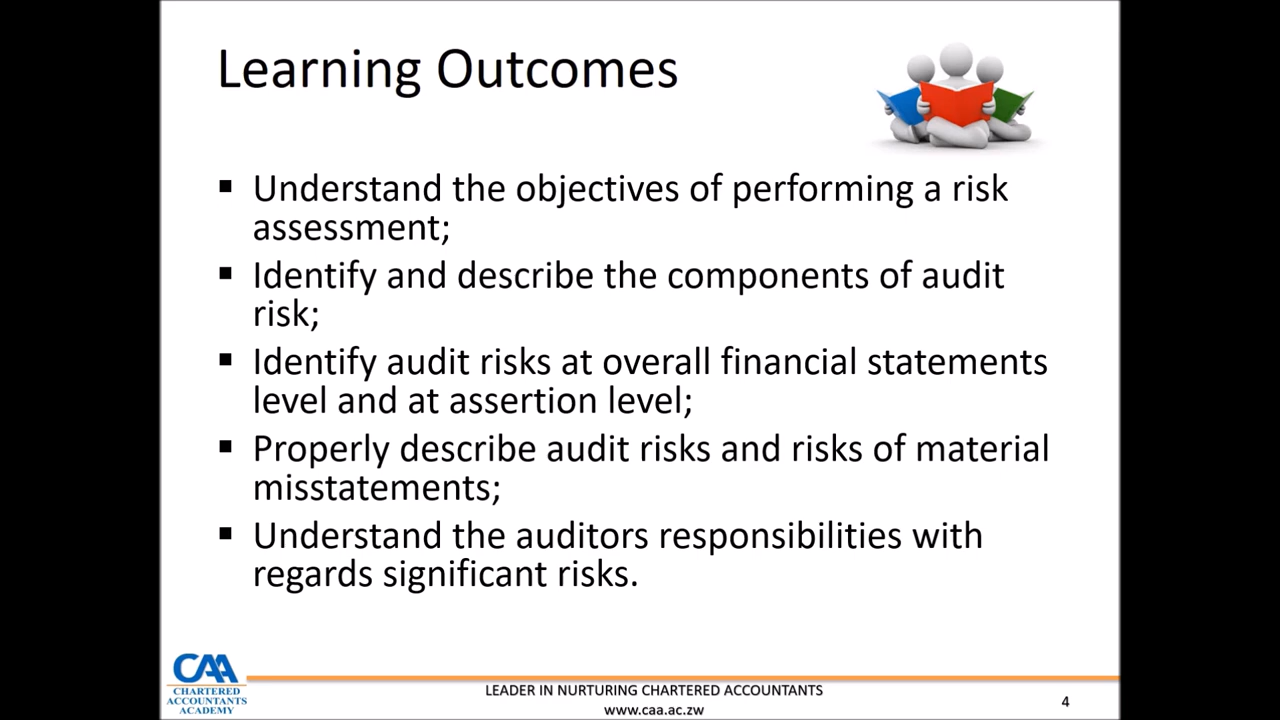 Learning Outcomes
▪ Understand the objectives of performing a risk
assessment;
▪ Identify and describe the components of audit
risk;
▪ Identify audit risks at overall financial statements
level and at assertion level;
▪ Properly describe audit risks and risks of material
misstatements;
▪ Understand the auditors responsibilities with
regards significant risks.
CAA
CHARTERED
ACCOUNTANTS
ACADEMY
LEADER IN NURTURING CHARTERED ACCOUNTANTS
www.caa.ac.zw
4